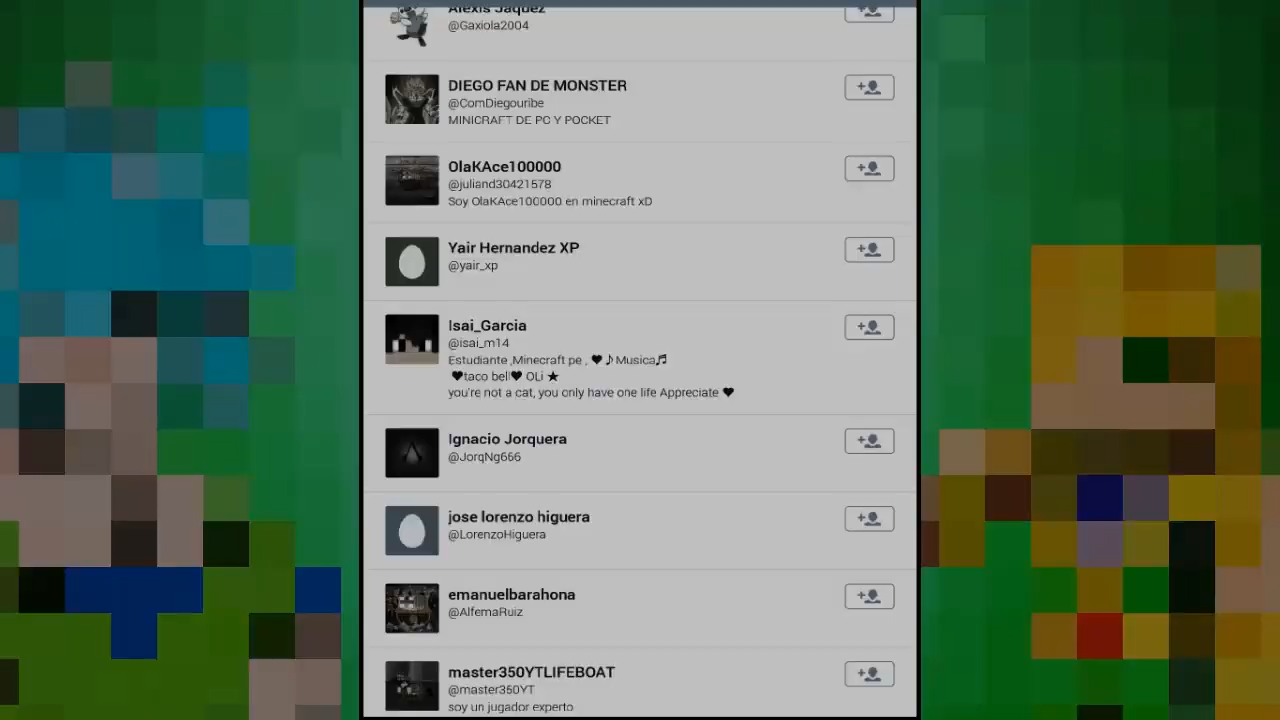 Alexis Jaquez
@Gaxiola2004
DIEGO FAN DE MONSTER
@ComDiegouribe
MINICRAFT DE PC Y POCKET
OlaKAce100000
@juliand30421578
Soy OlaKAce100000 en minecraft xD
Yair Hernandez XP
@yair_xp
Isai_Garcia
@isai_m14
Estudiante ,Minecraft pe , ♥♪Musica♬
♥taco bell♥ OLi ★
you're not a cat, you only have one life Appreciate ♥
Ignacio Jorquera
@JorqNg666
jose lorenzo higuera
@LorenzoHiguera
emanuelbarahona
@AlfemaRuiz
master350YTLIFEBOAT
@master350YT
soy un jugador experto